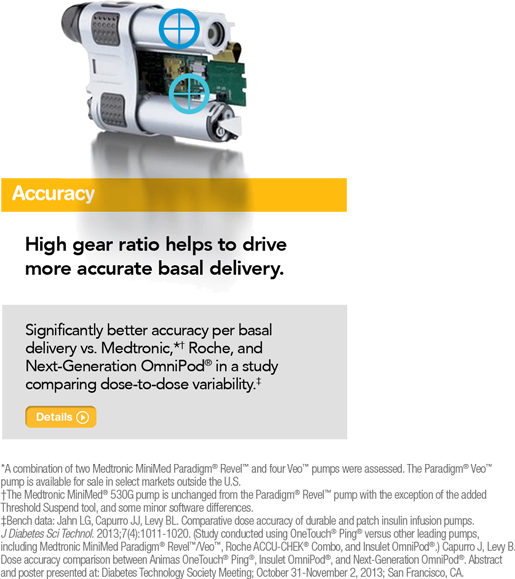 Accuracy
High gear ratio helps to drive
more accurate basal delivery.
Significantly better accuracy per basal
delivery vs. Medtronic,*† Roche, and
Next-Generation OmniPod® in a study
comparing dose-to-dose variability.‡
Details
*A combination of two Medtronic MiniMed Paradigm® Revel™ and four Veo™ pumps were assessed. The Paradigm® Veo™
pump is available for sale in select markets outside the U.S.
†The Medtronic MiniMed® 530G pump is unchanged from the Paradigm® Revel™ pump with the exception of the added
Threshold Suspend tool, and some minor software differences.
‡Bench data: Jahn LG, Capurro JJ, Levy BL. Comparative dose accuracy of durable and patch insulin infusion pumps.
J Diabetes Sci Technol. 2013;7(4):1011-1020. (Study conducted using OneTouch® Ping® versus other leading pumps,
including Medtronic MiniMed Paradigm® Revel™/Veo™, Roche ACCU-CHEK® Combo, and Insulet OmniPod®.) Capurro J, Levy B.
Dose accuracy comparison between Animas OneTouch® Ping®, Insulet OmniPod®, and Next-Generation OmniPod®. Abstract
and poster presented at: Diabetes Technology Society Meeting; October 31-November 2, 2013; San Francisco, CA.